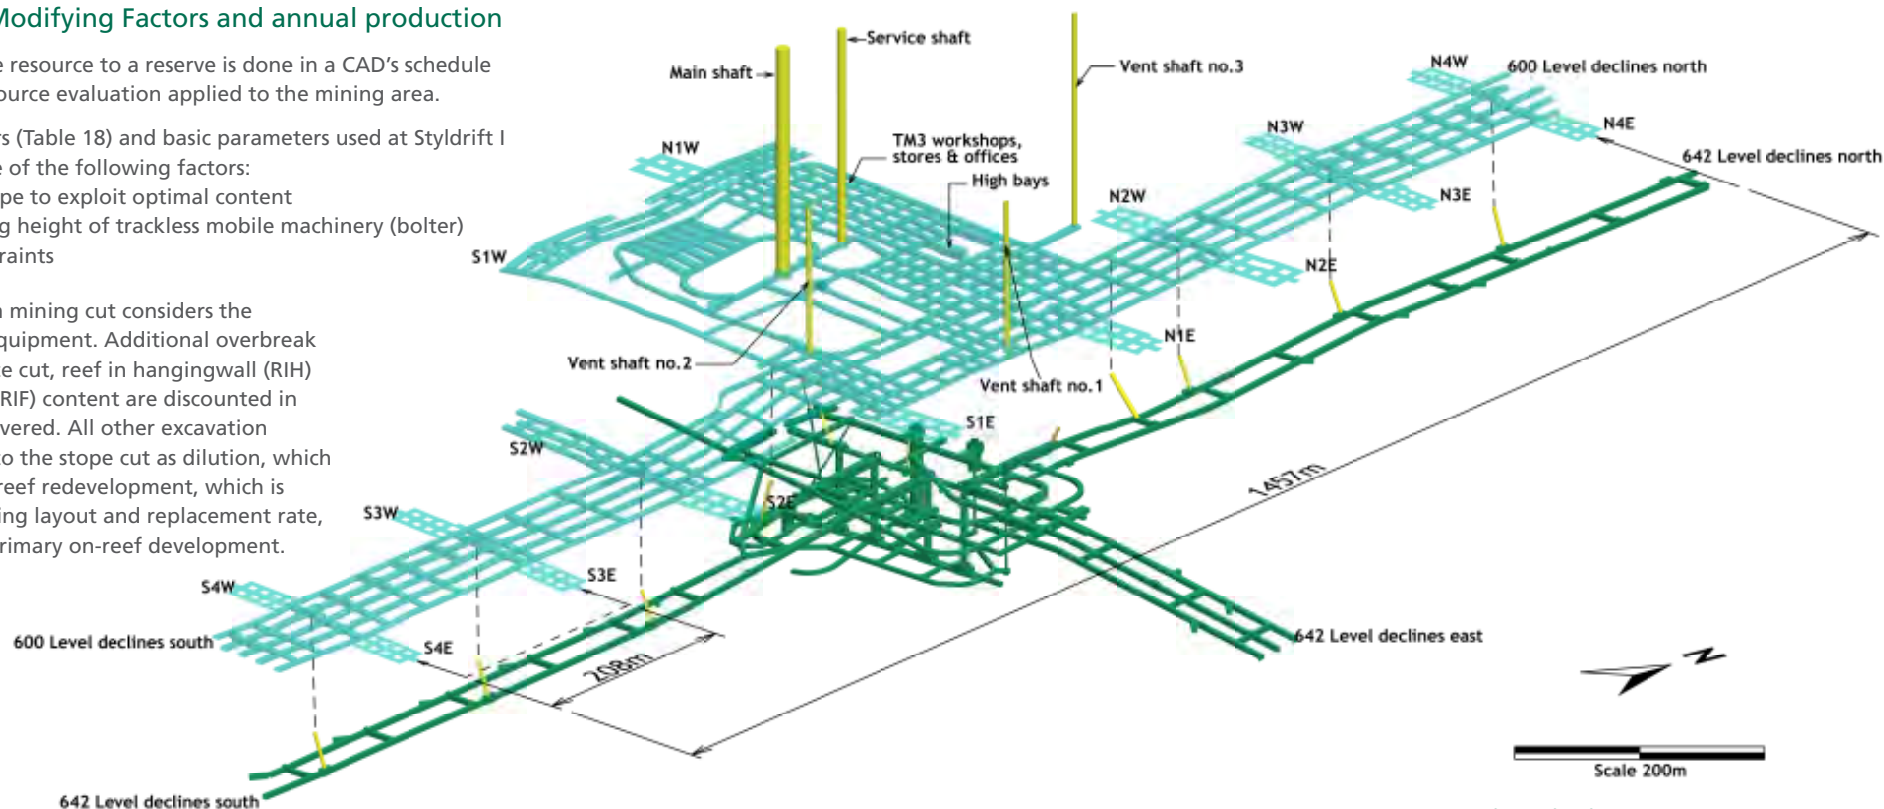 Modifying Factors and annual production
e resource to a reserve is done in a CAD's schedule
ource evaluation applied to the mining area.
rs (Table 18) and basic parameters used at Styldrift I
e of the following factors:
pe to exploit optimal content
g height of trackless mobile machinery (bolter)
raints
n mining cut considers the
quipment. Additional overbreak
e cut, reef in hangingwall (RIH)
RIF) content are discounted in
vered. All other excavation
to the stope cut as dilution, which
reef redevelopment, which is
ing layout and replacement rate,
rimary on-reef development.
Main shaft
Service shaft
Vent shaft no.3
N4W
600 Level declines north
N4E
642 Level declines north
N3W
N3E
TM3 workshops,
stores & offices
High bays
N1W
N2W
N2E
S1W
N1E
Vent shaft no.2
Vent shaft no.1
S1E
S2W
S2E
S3W
S3E
S4W
S4E
600 Level declines south
642 Level declines south
642 Level declines east
208m
1457m
N
Scale 200m